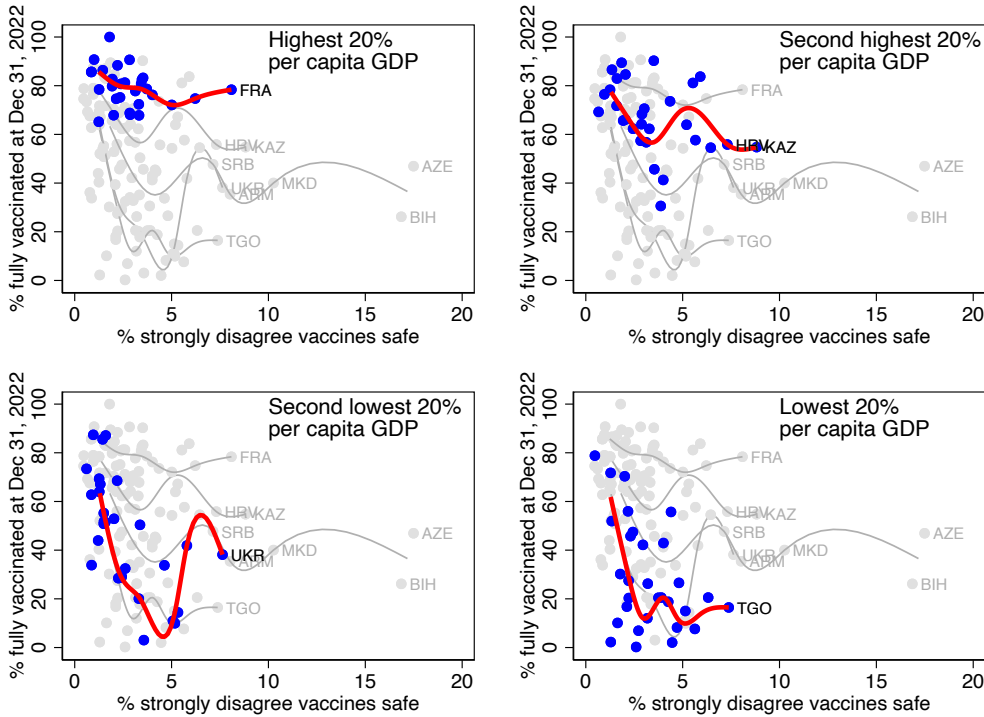 Highest 20%
per capita GDP
% fully vaccinated at Dec 31, 2022
0 20 40 60 80 100
FRA
HRV
KAZ
SRB
UKR
MKD
ARM
AZE
BIH
TGO
0 5 10 15 20
% strongly disagree vaccines safe
Second highest 20%
per capita GDP
% fully vaccinated at Dec 31, 2022
0 20 40 60 80 100
FRA
HRV
KAZ
SRB
UKR
MKD
ARM
AZE
BIH
TGO
0 5 10 15 20
% strongly disagree vaccines safe
Second lowest 20%
per capita GDP
% fully vaccinated at Dec 31, 2022
0 20 40 60 80 100
FRA
HRV
KAZ
SRB
UKR
MKD
ARM
AZE
BIH
TGO
0 5 10 15 20
% strongly disagree vaccines safe
Lowest 20%
per capita GDP
% fully vaccinated at Dec 31, 2022
0 20 40 60 80 100
FRA
HRV
KAZ
SRB
UKR
MKD
ARM
AZE
BIH
TGO
0 5 10 15 20
% strongly disagree vaccines safe